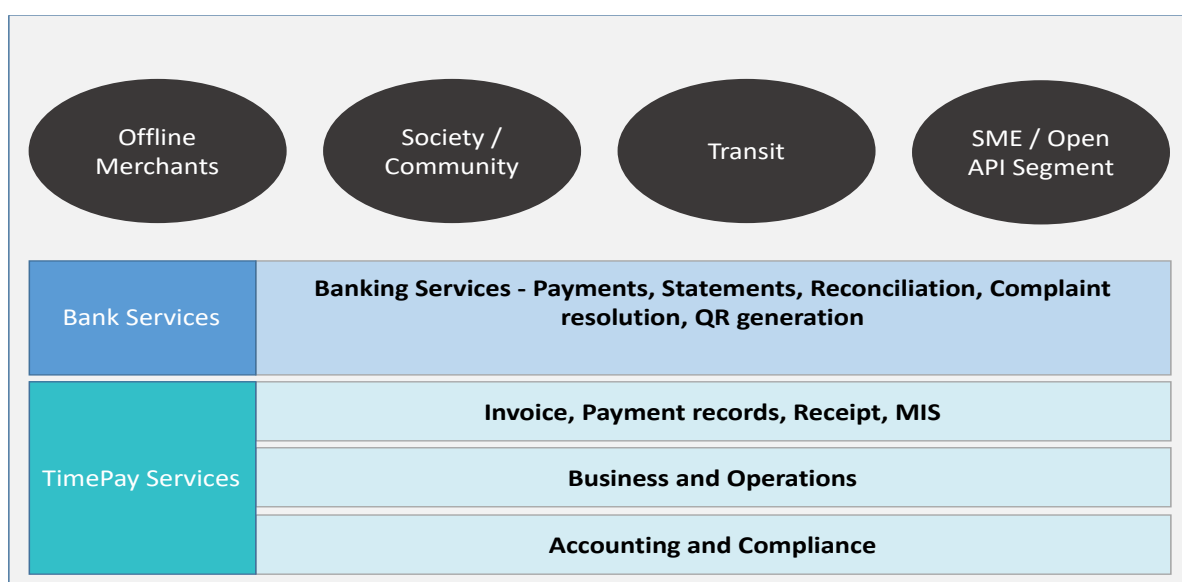 Offline
Merchants
Society /
Community
Transit
SME / Open
API Segment
Bank Services
Banking Services - Payments, Statements, Reconciliation, Complaint
resolution, QR generation
TimePay Services
Invoice, Payment records, Receipt, MIS
Business and Operations
Accounting and Compliance